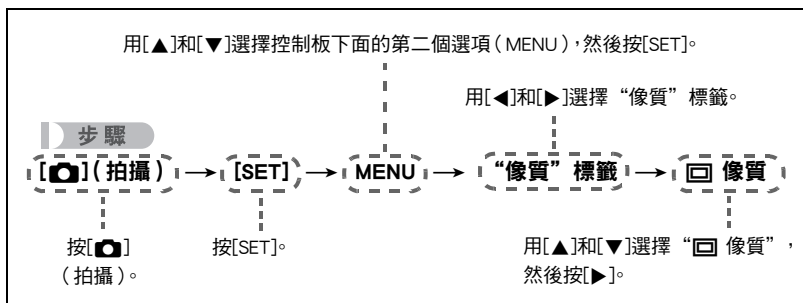 用[▲]和[▼]選擇控制板下面的第二個選項（MENU），然後按[SET]。
用[◀]和[▶]選擇“像質”標籤。
步驟
[📷]（拍攝） → [SET] → MENU → “像質”標籤 → 像質
按[📷]
（拍攝）。
按[SET]。
用[▲]和[▼]選擇“ 像質”，
然後按[▶]。